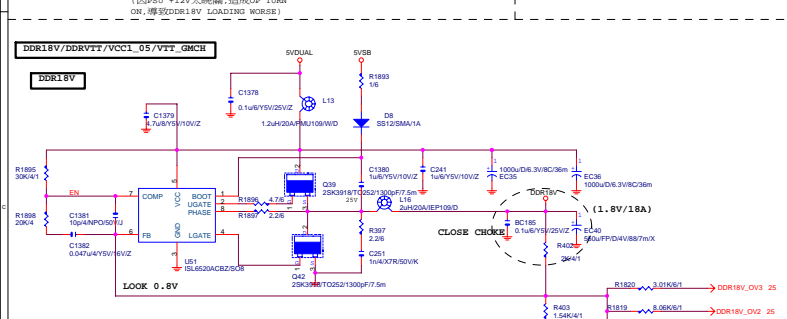 ON,導致DDR18V LOADING WORSE)
DDR18V/DDRVTT/VCC1_05/VTT_GMCH
DDR18V
5VDUAL
5VSB
R1893
1/6
C1378
0.1u/6/Y5V/25V/Z
L13
1.2uH/20A/PMU109/W/D
D8
SS12/SMA/1A
C1379
4.7u/8/Y5V/10V/Z
R1895
30K/4/1
EN
R1898
20K/4
C1381
10p/4/NPO/50V/J
C1382
0.047u/4/Y5V/16V/Z
7
COMP
5
VCC
BOOT
1
UGATE
2
PHASE
8
6
FB
GND
3
LGATE
4
U51
ISL6520ACBZ/SO8
LOOK 0.8V
R1896
4.7/6
R1897
2.2/6
Q39
2SK3918/TO252/1300pF/7.5m
Q42
2SK3918/TO252/1300pF/7.5m
C1380
1u/6/Y5V/10V/Z
25V
C241
1u/6/Y5V/10V/Z
L16
2uH/20A/IEP109/D
R397
2.2/6
C251
1n/4/X7R/50V/K
1
1000u/D/6.3V/8C/36m
EC35
1
EC36
1000u/D/6.3V/8C/36m
DDR18V
(1.8V/18A)
CLOSE CHOKE
BC185
0.1u/6/Y5V/25V/Z
EC40
560u/FP/D/4V/88/7m/X
R402
2K/4/1
R403
1.54K/4/1
R1820
3.01K/6/1
DDR18V_OV3 25
R1819
8.06K/6/1
DDR18V_OV2 25
C